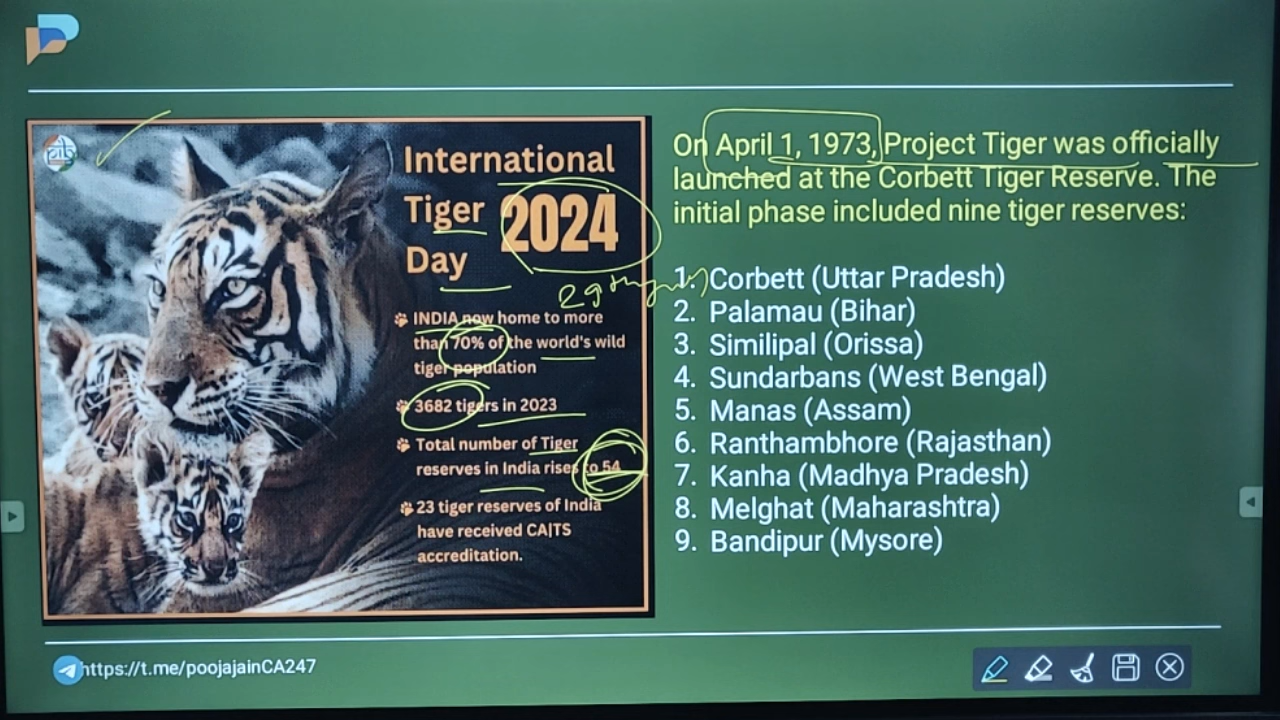 pib
International
Tiger 2024
Day
29th
INDIA now home to more
than 70% of the world's wild
tiger population
3682 tigers in 2023
Total number of Tiger
reserves in India rises to 54
23 tiger reserves of India
have received CA|TS
accreditation.
On April 1, 1973, Project Tiger was officially
launched at the Corbett Tiger Reserve. The
initial phase included nine tiger reserves:
1. Corbett (Uttar Pradesh)
2. Palamau (Bihar)
3. Similipal (Orissa)
4. Sundarbans (West Bengal)
5. Manas (Assam)
6. Ranthambhore (Rajasthan)
7. Kanha (Madhya Pradesh)
8. Melghat (Maharashtra)
9. Bandipur (Mysore)
https://t.me/poojajainCA247